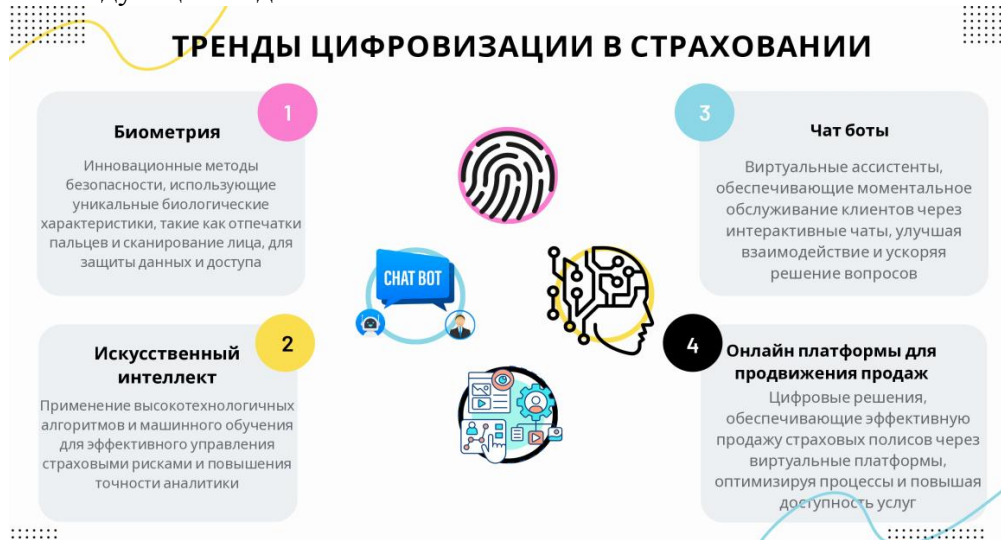 ТРЕНДЫ ЦИФРОВИЗАЦИИ В СТРАХОВАНИИ
1
Биометрия
Инновационные методы
безопасности, использующие
уникальные биологические
характеристики, такие как отпечатки
пальцев и сканирование лица, для
защиты данных и доступа
2
Искусственный
интеллект
Применение высокотехнологичных
алгоритмов и машинного обучения
для эффективного управления
страховыми рисками и повышения
точности аналитики
CHAT BOT
3
Чат боты
Виртуальные ассистенты,
обеспечивающие моментальное
обслуживание клиентов через
интерактивные чаты, улучшая
взаимодействие и ускоряя
решение вопросов
4
Онлайн платформы для
продвижения продаж
Цифровые решения,
обеспечивающие эффективную
продажу страховых полисов через
виртуальные платформы,
оптимизируя процессы и повышая
доступность услуг